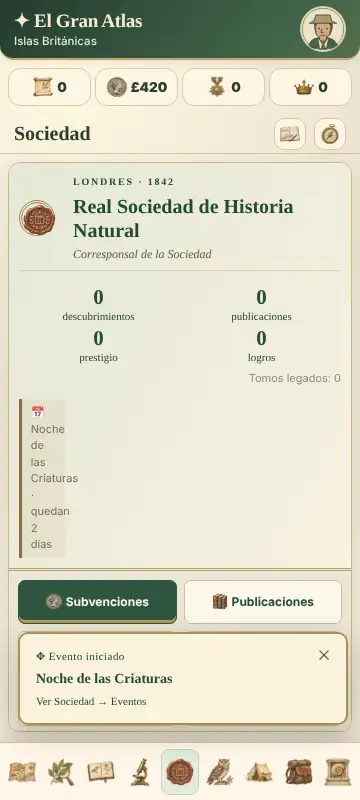 ✦ El Gran Atlas
Islas Británicas
0
£420
0
0
Sociedad
LONDRES · 1842
Real Sociedad de Historia
Natural
Corresponsal de la Sociedad
0
descubrimientos
0
publicaciones
0
prestigio
0
logros
Tomos legados: 0
📅
Noche
de
las
Criaturas
·
quedan
2
días
Subvenciones
Publicaciones
✥ Evento iniciado
Noche de las Criaturas
Ver Sociedad → Eventos